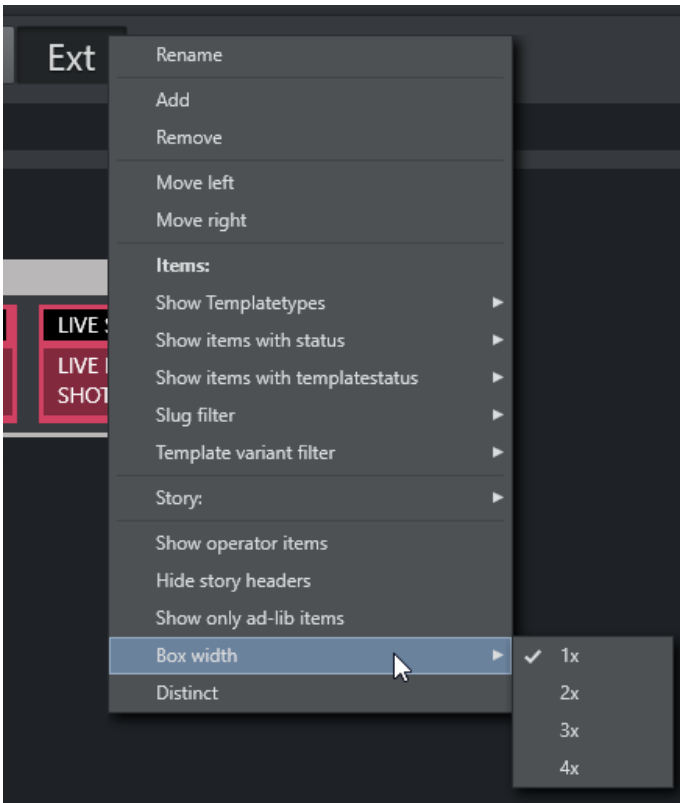 Ext
Rename
Add
Remove
Move left
Move right
Items:
Show Templatetypes
Show items with status
Show items with templatestatus
Slug filter
Template variant filter
Story:
Show operator items
Hide story headers
Show only ad-lib items
Box width
Distinct
1x
2x
3x
4x
LIVE
LIVE
SHOT